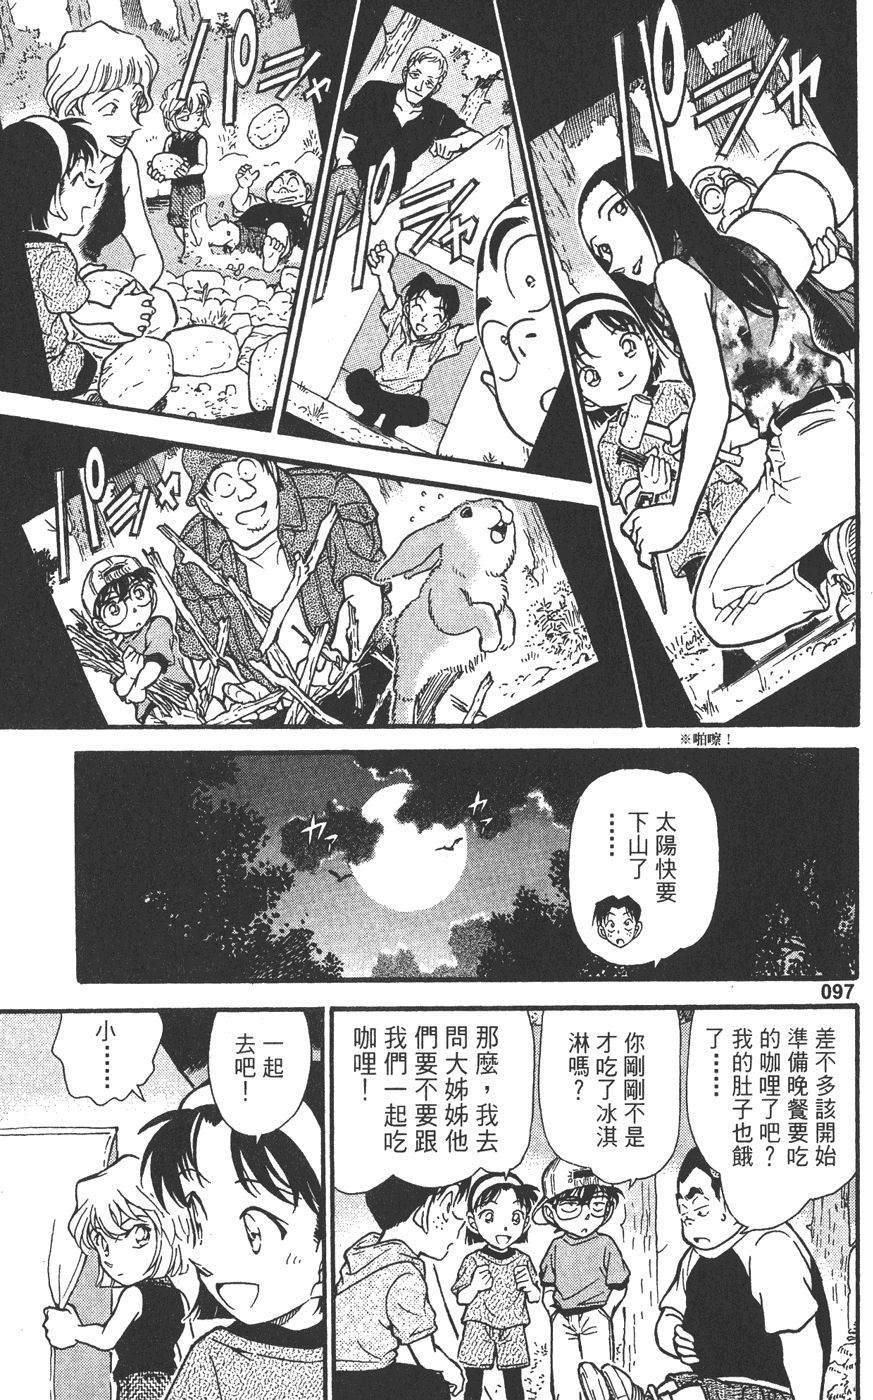 パシャ
パシャ
パシャ
パシャ
※啪嚓！
太陽快要
下山了
……
カァ
カァ
097
差不多該開始
準備晚餐要吃
的咖哩了吧？
我的肚子也餓
了……
你剛剛不是
才吃了冰淇
淋嗎？
那麼，我去
問大姊姊他
們要不要跟
我們一起吃
咖哩！
一起
去吧！
小……